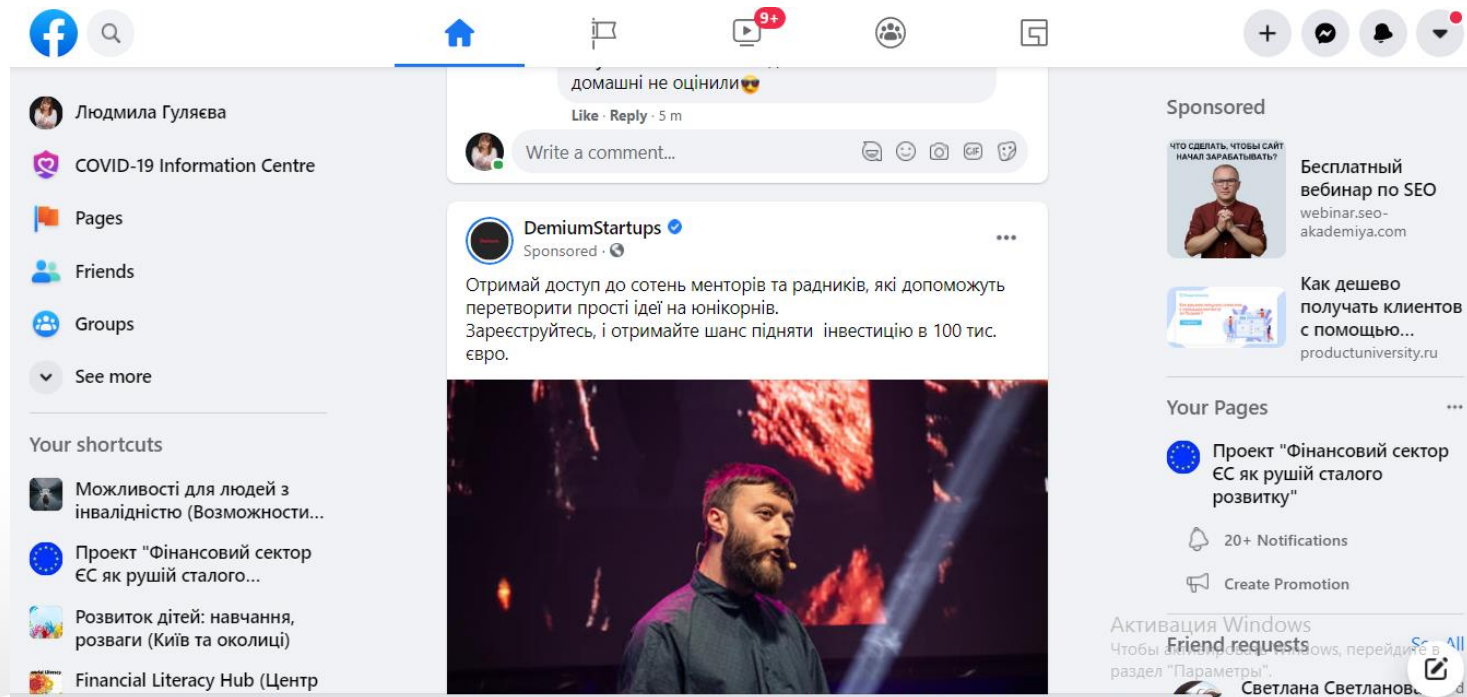 9+
домашні не оцінили😎
Like · Reply · 5 m
Write a comment...
GIF
Людмила Гуляєва
COVID-19 Information Centre
Pages
Friends
Groups
See more
Your shortcuts
Можливості для людей з
інвалідністю (Возможности...
Проект "Фінансовий сектор
ЄС як рушій сталого...
Розвиток дітей: навчання,
розваги (Київ та околиці)
Financial Literacy Hub (Центр
DemiumStartups
Sponsored ·
Отримай доступ до сотень менторів та радників, які допоможуть
перетворити прості ідеї на юнікорнів.
Зареєструйтесь, і отримайте шанс підняти інвестицію в 100 тис.
євро.
Sponsored
ЧТО СДЕЛАТЬ, ЧТОБЫ САЙТ
НАЧАЛ ЗАРАБАТЫВАТЬ?
Бесплатный
вебинар по SEO
webinar.seo-
akademiya.com
Как дешево
получать клиентов
с помощью...
productuniversity.ru
Your Pages
Проект "Фінансовий сектор
ЄС як рушій сталого
розвитку"
20+ Notifications
Create Promotion
Активация Windows
Friend requests
Чтобы активировать Windows, перейдите в
раздел "Параметры".
Светлана Светланова